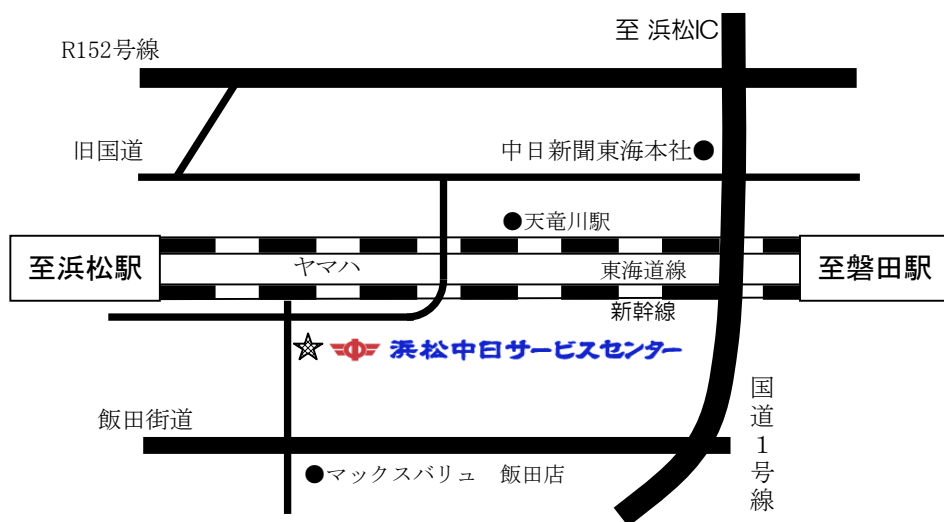 至 浜松IC
R152号線
旧国道
中日新聞東海本社
天竜川駅
至浜松駅
ヤマハ
東海道線
至磐田駅
新幹線
中 浜松中日サービスセンター
飯田街道
国道1号線
マックスバリュ 飯田店